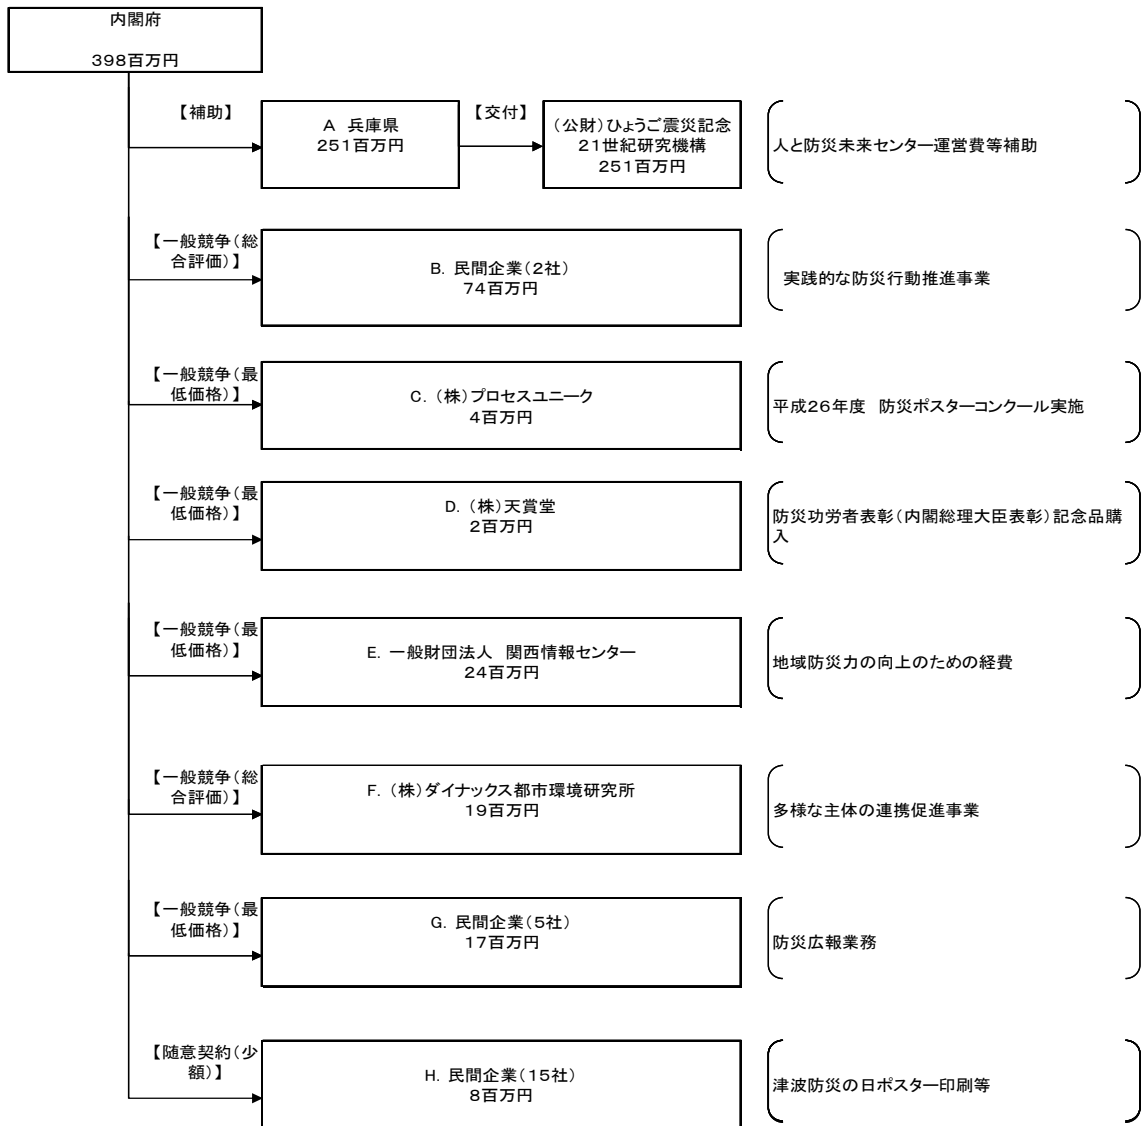 内閣府
398百万円
【補助】
A　兵庫県
251百万円
【交付】
（公財）ひょうご震災記念
21世紀研究機構
251百万円
人と防災未来センター運営費等補助
【一般競争（総
合評価）】
B．民間企業（2社）
74百万円
実践的な防災行動推進事業
【一般競争（最
低価格）】
C．（株）プロセスユニーク
4百万円
平成26年度　防災ポスターコンクール実施
【一般競争（最
低価格）】
D．（株）天賞堂
2百万円
防災功労者表彰（内閣総理大臣表彰）記念品購
入
【一般競争（最
低価格）】
E．一般財団法人　関西情報センター
24百万円
地域防災力の向上のための経費
【一般競争（総
合評価）】
F．（株）ダイナックス都市環境研究所
19百万円
多様な主体の連携促進事業
【一般競争（最
低価格）】
G．民間企業（5社）
17百万円
防災広報業務
【随意契約（少
額）】
H．民間企業（15社）
8百万円
津波防災の日ポスター印刷等